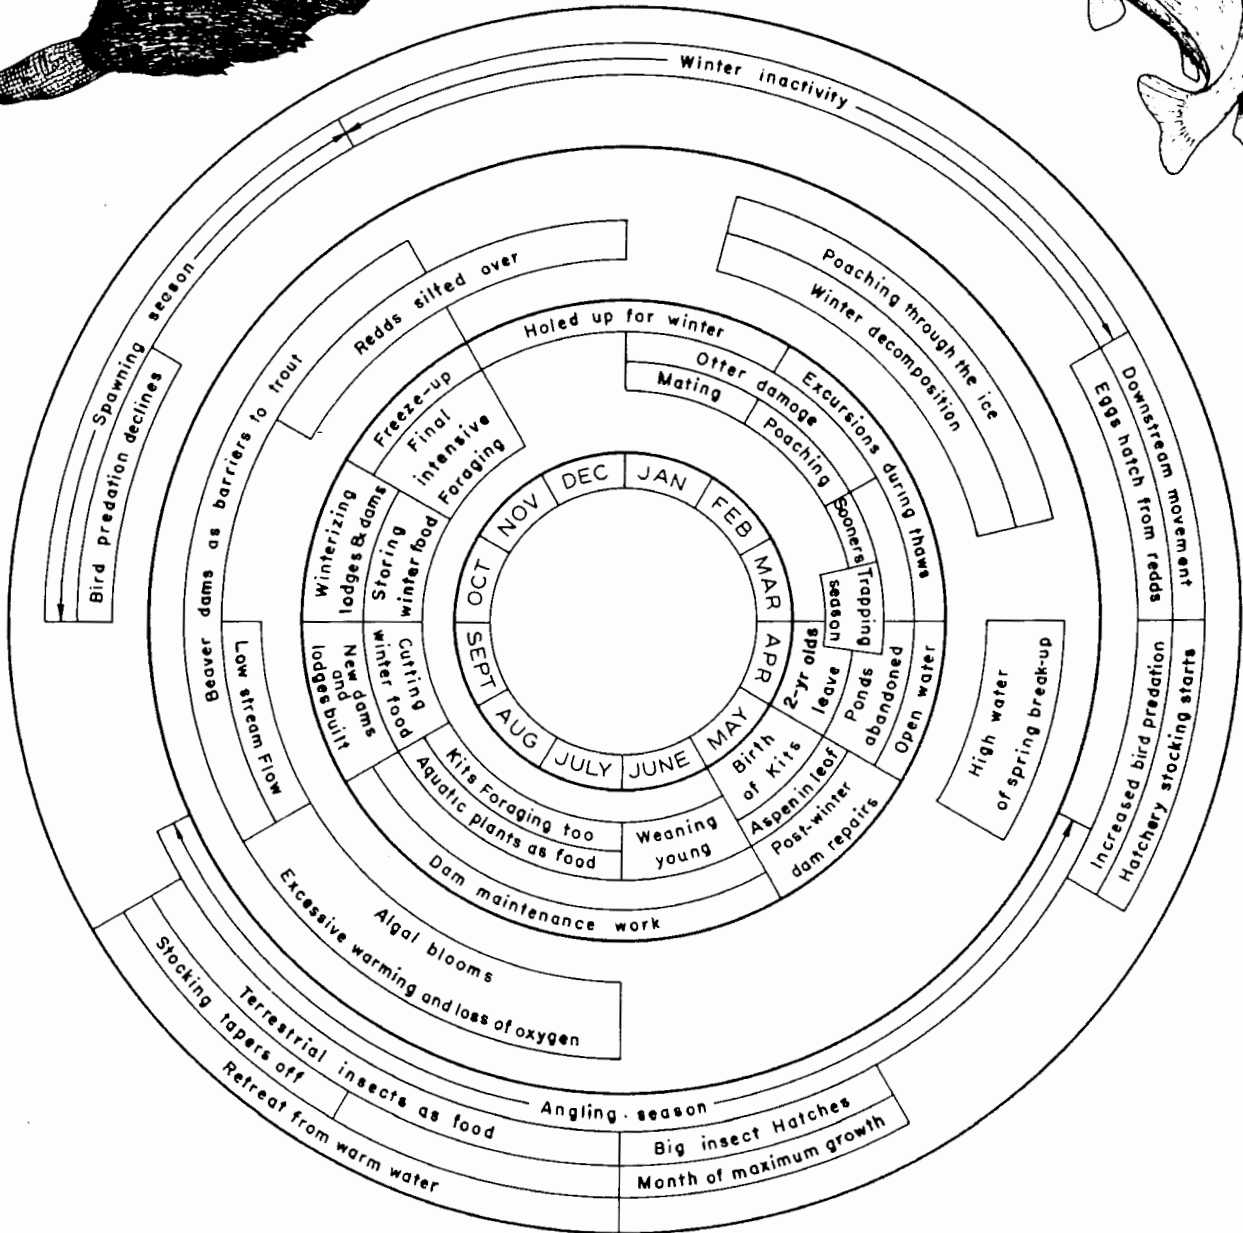 Winter inactivity
Spawning season
Bird predation declines
Downstream movement
Eggs hatch from redds
Increased bird predation
Hatchery stocking starts
Angling season
Big insect Hatches
Month of maximum growth
Terrestrial insects as food
Stocking tapers off
Retreat from warm water
Redds silted over
Beaver dams as barriers to trout
Poaching through the ice
Winter decomposition
High water
of spring break-up
Low stream Flow
Algal blooms
Excessive warming and loss of oxygen
Holed up for winter
Otter damage
Mating
Poaching
Excursions during thaws
Sooners
Trapping
season
2-yr olds
leave
Ponds
abandoned
Open water
Birth
of Kits
Aspen in leaf
Post-winter
dam repairs
Weaning
young
Kits Foraging too
Aquatic plants as food
Dam maintenance work
Cutting
winter food
New dams
and
lodges built
Storing
winter food
Winterizing
lodges & dams
Freeze-up
Final
intensive
Foraging
JAN
FEB
MAR
APR
MAY
JUNE
JULY
AUG
SEPT
OCT
NOV
DEC